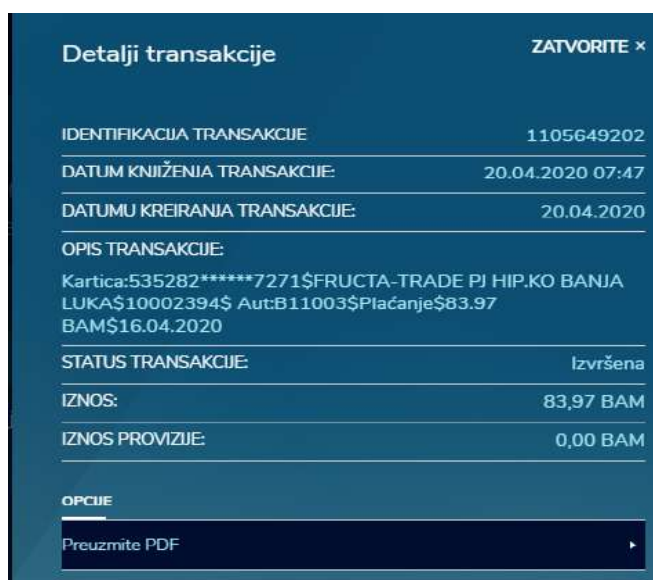 Detalji transakcije
ZATVORITE ×
IDENTIFIKACIJA TRANSAKCIJE 1105649202
DATUM KNJIŽENJA TRANSAKCIJE: 20.04.2020 07:47
DATUMU KREIRANJA TRANSAKCIJE: 20.04.2020
OPIS TRANSAKCIJE:
Kartica:535282******7271$FRUCTA-TRADE PJ HIP.KO BANJA
LUKA$10002394$ Aut:B11003$Plaćanje$83.97
BAM$16.04.2020
STATUS TRANSAKCIJE: Izvršena
IZNOS: 83,97 BAM
IZNOS PROVIZIJE: 0,00 BAM
OPCIJE
Preuzmite PDF